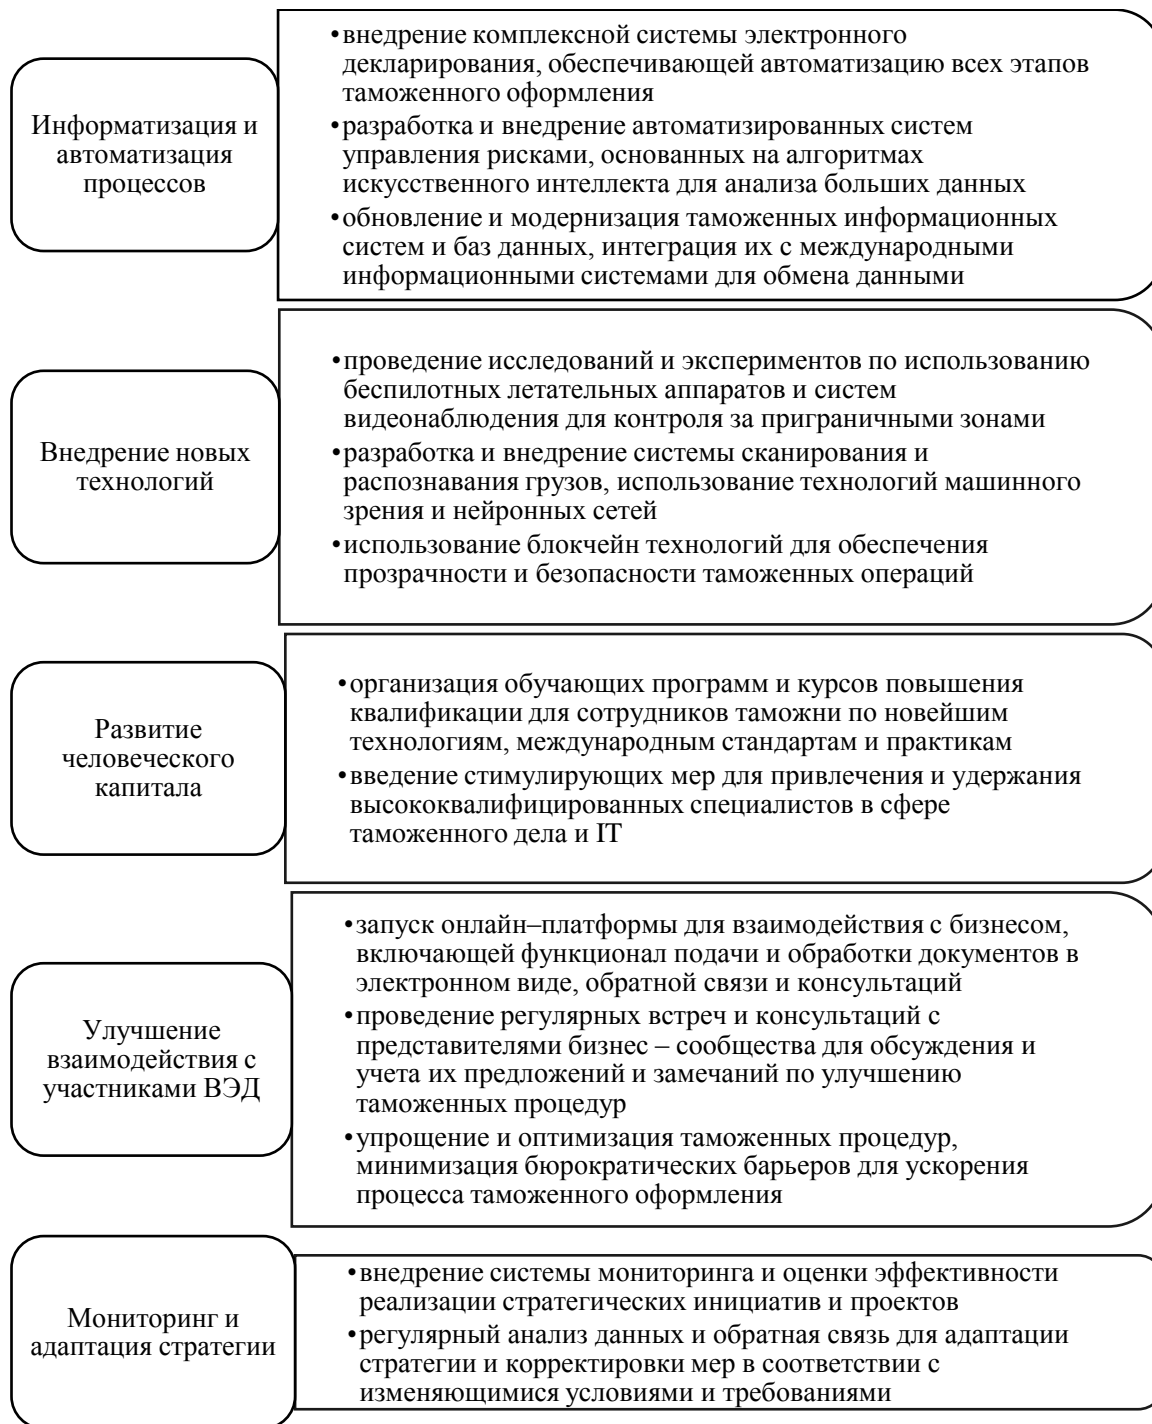 Информатизация и
автоматизация
процессов
•внедрение комплексной системы электронного
декларирования, обеспечивающей автоматизацию всех этапов
таможенного оформления
•разработка и внедрение автоматизированных систем
управления рисками, основанных на алгоритмах
искусственного интеллекта для анализа больших данных
•обновление и модернизация таможенных информационных
систем и баз данных, интеграция их с международными
информационными системами для обмена данными
Внедрение новых
технологий
•проведение исследований и экспериментов по использованию
беспилотных летательных аппаратов и систем
видеонаблюдения для контроля за приграничными зонами
•разработка и внедрение системы сканирования и
распознавания грузов, использование технологий машинного
зрения и нейронных сетей
•использование блокчейн технологий для обеспечения
прозрачности и безопасности таможенных операций
Развитие
человеческого
капитала
•организация обучающих программ и курсов повышения
квалификации для сотрудников таможни по новейшим
технологиям, международным стандартам и практикам
•введение стимулирующих мер для привлечения и удержания
высококвалифицированных специалистов в сфере
таможенного дела и IT
Улучшение
взаимодействия с
участниками ВЭД
•запуск онлайн–платформы для взаимодействия с бизнесом,
включающей функционал подачи и обработки документов в
электронном виде, обратной связи и консультаций
•проведение регулярных встреч и консультаций с
представителями бизнес – сообщества для обсуждения и
учета их предложений и замечаний по улучшению
таможенных процедур
•упрощение и оптимизация таможенных процедур,
минимизация бюрократических барьеров для ускорения
процесса таможенного оформления
Мониторинг и
адаптация стратегии
•внедрение системы мониторинга и оценки эффективности
реализации стратегических инициатив и проектов
•регулярный анализ данных и обратная связь для адаптации
стратегии и корректировки мер в соответствии с
изменяющимися условиями и требованиями